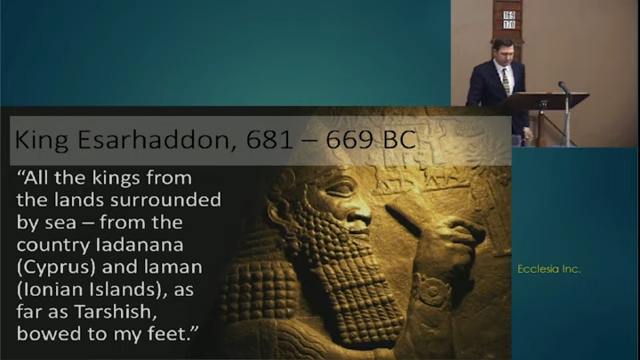 King Esarhaddon, 681 – 669 BC
“All the kings from
the lands surrounded
by sea – from the
country Iadanana
(Cyprus) and Iaman
(Ionian Islands), as
far as Tarshish,
bowed to my feet.”
Ecclesia Inc.